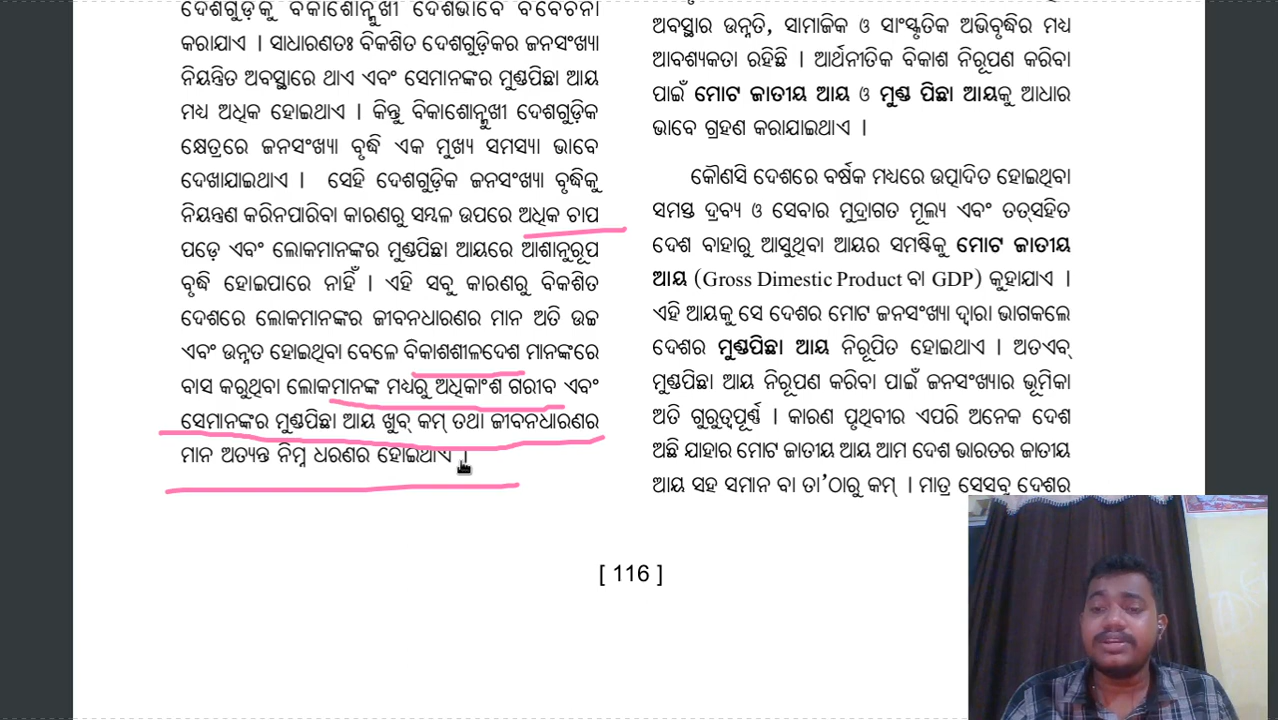 ଦେଶଗୁଡ଼ିକୁ ବିକାଶୋନ୍ମୁଖୀ ଦେଶଭାବେ ବିବେଚନା
କରାଯାଏ । ସାଧାରଣତଃ ବିକଶିତ ଦେଶଗୁଡ଼ିକର ଜନସଂଖ୍ୟା
ନିୟନ୍ତ୍ରିତ ଅବସ୍ଥାରେ ଥାଏ ଏବଂ ସେମାନଙ୍କର ମୁଣ୍ଡପିଛା ଆୟ
ମଧ୍ୟ ଅଧିକ ହୋଇଥାଏ । କିନ୍ତୁ ବିକାଶୋନ୍ମୁଖୀ ଦେଶଗୁଡ଼ିକ
କ୍ଷେତ୍ରରେ ଜନସଂଖ୍ୟା ବୃଦ୍ଧି ଏକ ମୁଖ୍ୟ ସମସ୍ୟା ଭାବେ
ଦେଖାଯାଇଥାଏ । ସେହି ଦେଶଗୁଡ଼ିକ ଜନସଂଖ୍ୟା ବୃଦ୍ଧିକୁ
ନିୟନ୍ତ୍ରଣ କରିନପାରିବା କାରଣରୁ ସମ୍ବଳ ଉପରେ ଅଧିକ ଚାପ
ପଡ଼େ ଏବଂ ଲୋକମାନଙ୍କର ମୁଣ୍ଡପିଛା ଆୟରେ ଆଶାନୁରୂପ
ବୃଦ୍ଧି ହୋଇପାରେ ନାହିଁ । ଏହି ସବୁ କାରଣରୁ ବିକଶିତ
ଦେଶରେ ଲୋକମାନଙ୍କର ଜୀବନଧାରଣର ମାନ ଅତି ଉଚ୍ଚ
ଏବଂ ଉନ୍ନତ ହୋଇଥିବା ବେଳେ ବିକାଶଶୀଳଦେଶ ମାନଙ୍କରେ
ବାସ କରୁଥିବା ଲୋକମାନଙ୍କ ମଧ୍ୟରୁ ଅଧିକାଂଶ ଗରୀବ ଏବଂ
ସେମାନଙ୍କର ମୁଣ୍ଡପିଛା ଆୟ ଖୁବ୍ କମ୍ ତଥା ଜୀବନଧାରଣର
ମାନ ଅତ୍ୟନ୍ତ ନିମ୍ନ ଧରଣର ହୋଇଥାଏ ।
ଅବସ୍ଥାର ଉନ୍ନତି, ସାମାଜିକ ଓ ସାଂସ୍କୃତିକ ଅଭିବୃଦ୍ଧିର ମଧ୍ୟ
ଆବଶ୍ୟକତା ରହିଛି । ଆର୍ଥନୀତିକ ବିକାଶ ନିରୂପଣ କରିବା
ପାଇଁ ମୋଟ ଜାତୀୟ ଆୟ ଓ ମୁଣ୍ଡ ପିଛା ଆୟକୁ ଆଧାର
ଭାବେ ଗ୍ରହଣ କରାଯାଇଥାଏ ।
କୌଣସି ଦେଶରେ ବର୍ଷକ ମଧ୍ୟରେ ଉତ୍ପାଦିତ ହୋଇଥିବା
ସମସ୍ତ ଦ୍ରବ୍ୟ ଓ ସେବାର ମୁଦ୍ରାଗତ ମୂଲ୍ୟ ଏବଂ ତତ୍‌ସହିତ
ଦେଶ ବାହାରୁ ଆସୁଥିବା ଆୟର ସମଷ୍ଟିକୁ ମୋଟ ଜାତୀୟ
ଆୟ (Gross Dimestic Product ବା GDP) କୁହାଯାଏ ।
ଏହି ଆୟକୁ ସେ ଦେଶର ମୋଟ ଜନସଂଖ୍ୟା ଦ୍ୱାରା ଭାଗକଲେ
ଦେଶର ମୁଣ୍ଡପିଛା ଆୟ ନିରୂପିତ ହୋଇଥାଏ । ଅତଏବ୍
ମୁଣ୍ଡପିଛା ଆୟ ନିରୂପଣ କରିବା ପାଇଁ ଜନସଂଖ୍ୟାର ଭୂମିକା
ଅତି ଗୁରୁତ୍ୱପୂର୍ଣ୍ଣ । କାରଣ ପୃଥିବୀର ଏପରି ଅନେକ ଦେଶ
ଅଛି ଯାହାର ମୋଟ ଜାତୀୟ ଆୟ ଆମ ଦେଶ ଭାରତର ଜାତୀୟ
ଆୟ ସହ ସମାନ ବା ତା'ଠାରୁ କମ୍ । ମାତ୍ର ସେସବୁ ଦେଶର
[ 116 ]